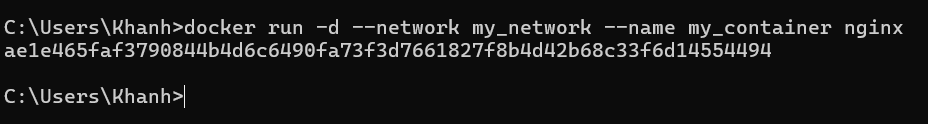 C:\Users\Khanh>docker run -d --network my_network --name my_container nginx
ae1e465faf3790844b4d6c6490fa73f3d7661827f8b4d42b68c33f6d14554494
C:\Users\Khanh>